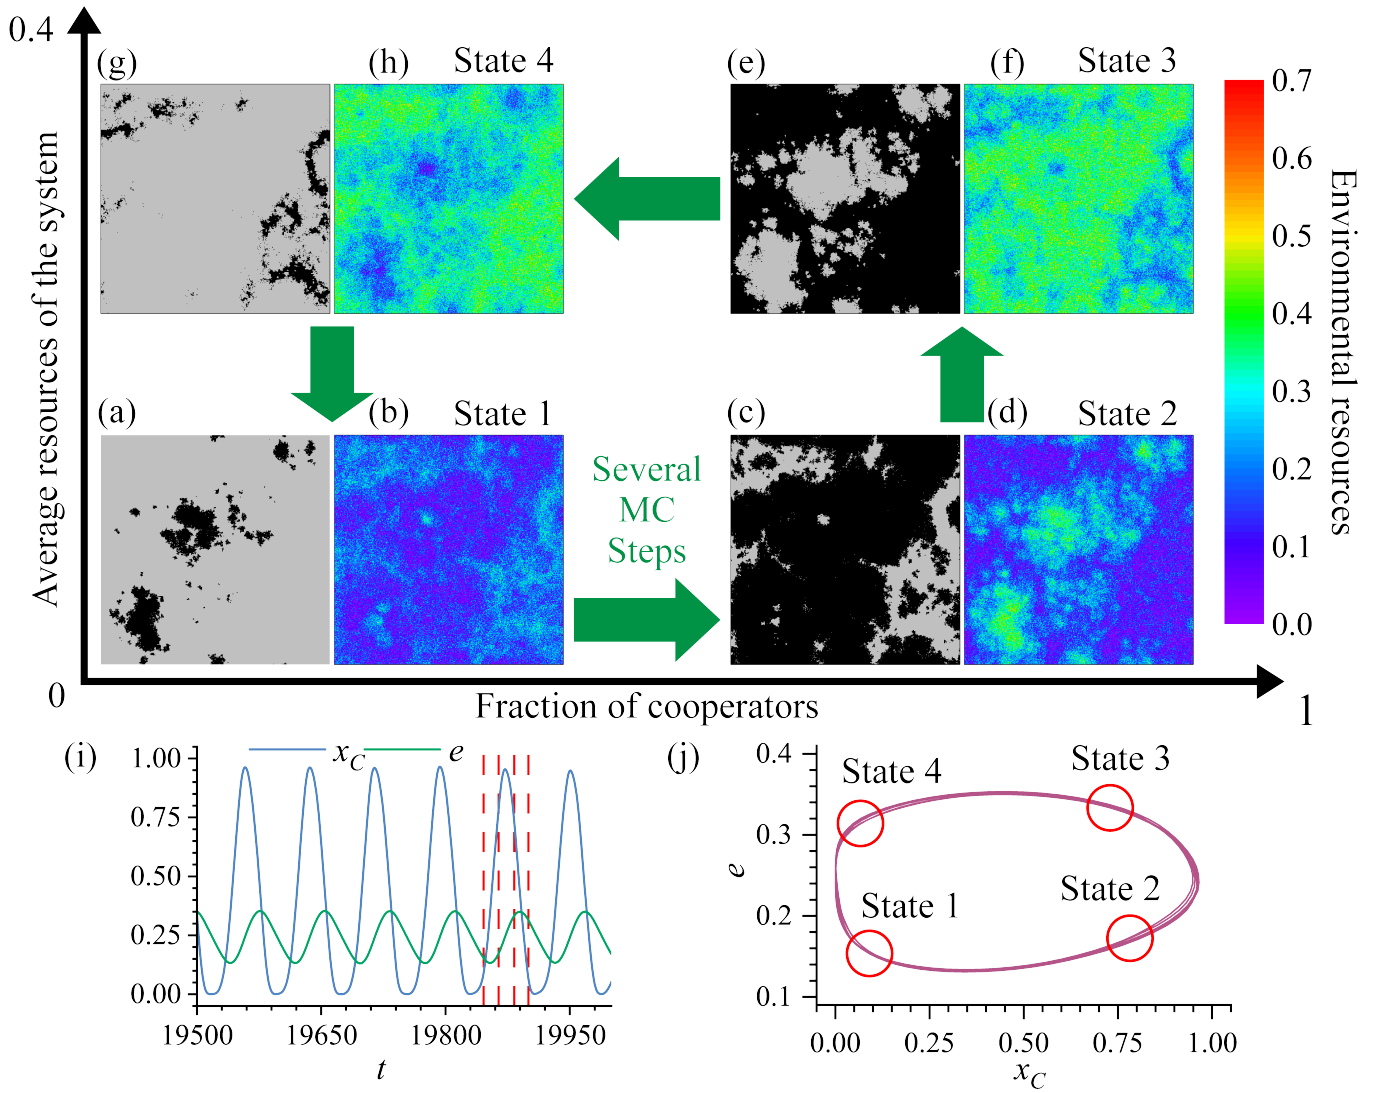 0.4
(g)
(h)
State 4
(e)
(f)
State 3
0.7
0.6
0.5
0.4
0.3
0.2
0.1
0.0
Environmental resources
Average resources of the system
(a)
(b)
State 1
(c)
(d)
State 2
Several
MC
Steps
0
Fraction of cooperators
1
(i)
x_C
e
1.00
0.75
0.50
0.25
0.00
19500
19650
19800
19950
t
(j)
State 4
State 3
State 1
State 2
0.4
0.3
0.2
0.1
e
0.00
0.25
0.50
0.75
1.00
x_C